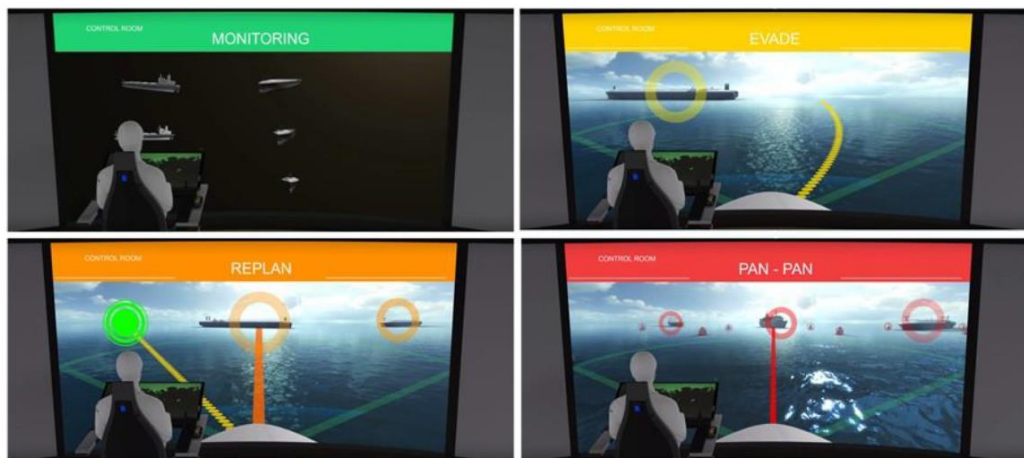 CONTROL ROOM
MONITORING
CONTROL ROOM
EVADE
CONTROL ROOM
REPLAN
CONTROL ROOM
PAN - PAN